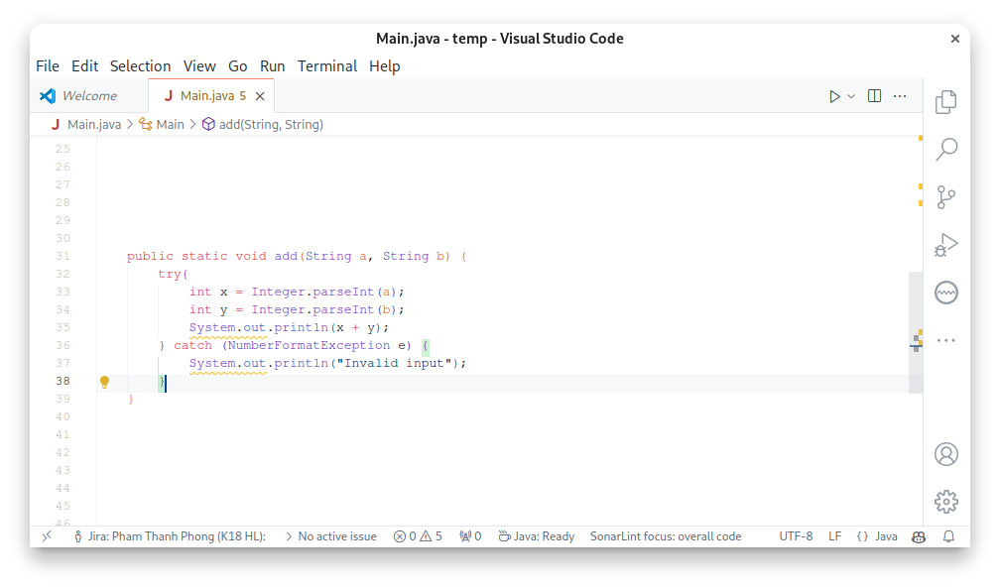 Main.java - temp - Visual Studio Code
File Edit Selection View Go Run Terminal Help
Welcome J Main.java 5
J Main.java > Main > add(String, String)
25
26
27
28
29
30
31 public static void add(String a, String b) {
32 try{
33 int x = Integer.parseInt(a);
34 int y = Integer.parseInt(b);
35 System.out.println(x + y);
36 } catch (NumberFormatException e) {
37 System.out.println("Invalid input");
38 }
39 }
40
41
42
43
44
45
46
Jira: Pham Thanh Phong (K18 HL): > No active issue 0 5 0 Java: Ready SonarLint focus: overall code UTF-8 LF {} Java